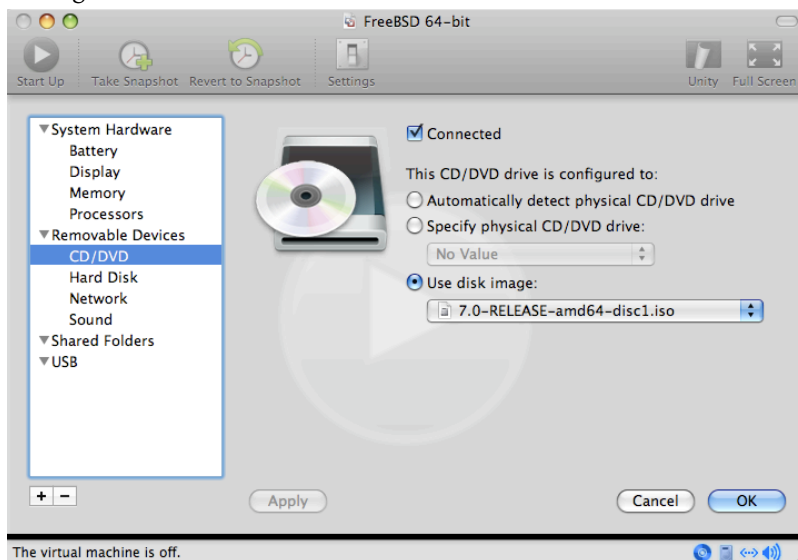 FreeBSD 64-bit
Start Up Take Snapshot Revert to Snapshot Settings Unity Full Screen
System Hardware
Battery
Display
Memory
Processors
Removable Devices
CD/DVD
Hard Disk
Network
Sound
Shared Folders
USB
Connected
This CD/DVD drive is configured to:
Automatically detect physical CD/DVD drive
Specify physical CD/DVD drive:
No Value
Use disk image:
7.0-RELEASE-amd64-disc1.iso
+ −
Apply Cancel OK
The virtual machine is off.